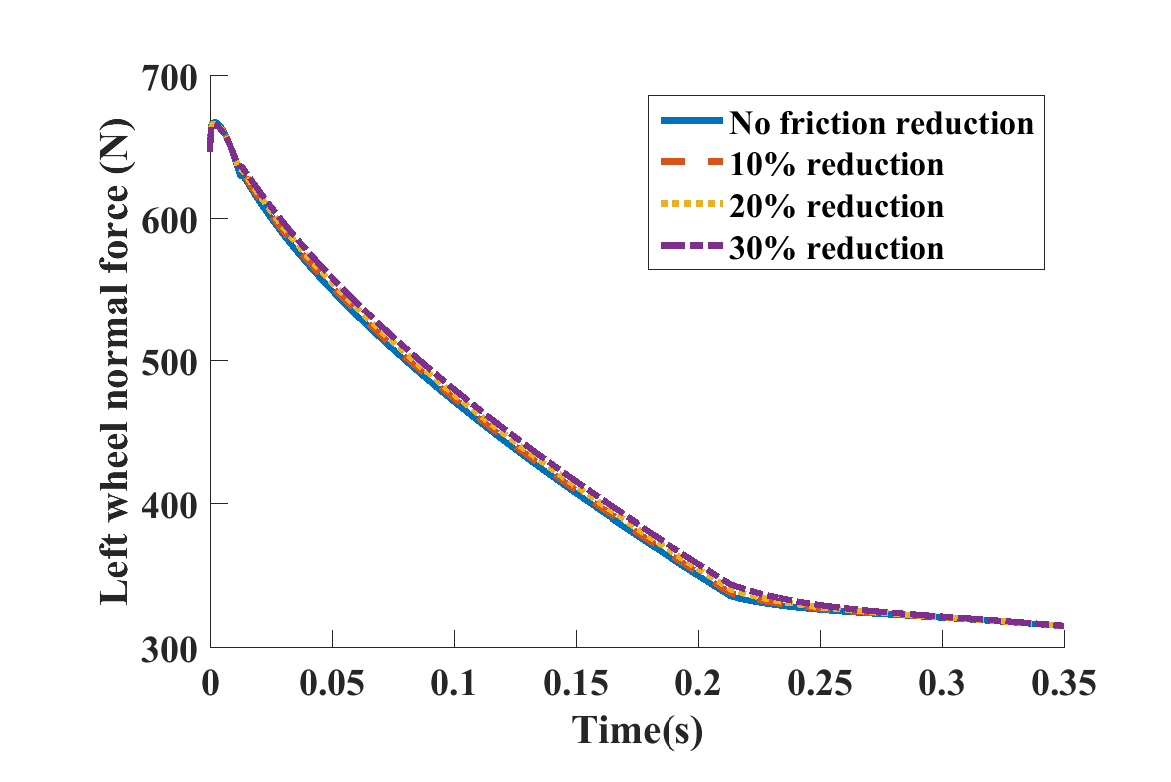 700
600
500
400
300
0
0.05
0.1
0.15
0.2
0.25
0.3
0.35
Left wheel normal force (N)
Time(s)
No friction reduction
10% reduction
20% reduction
30% reduction